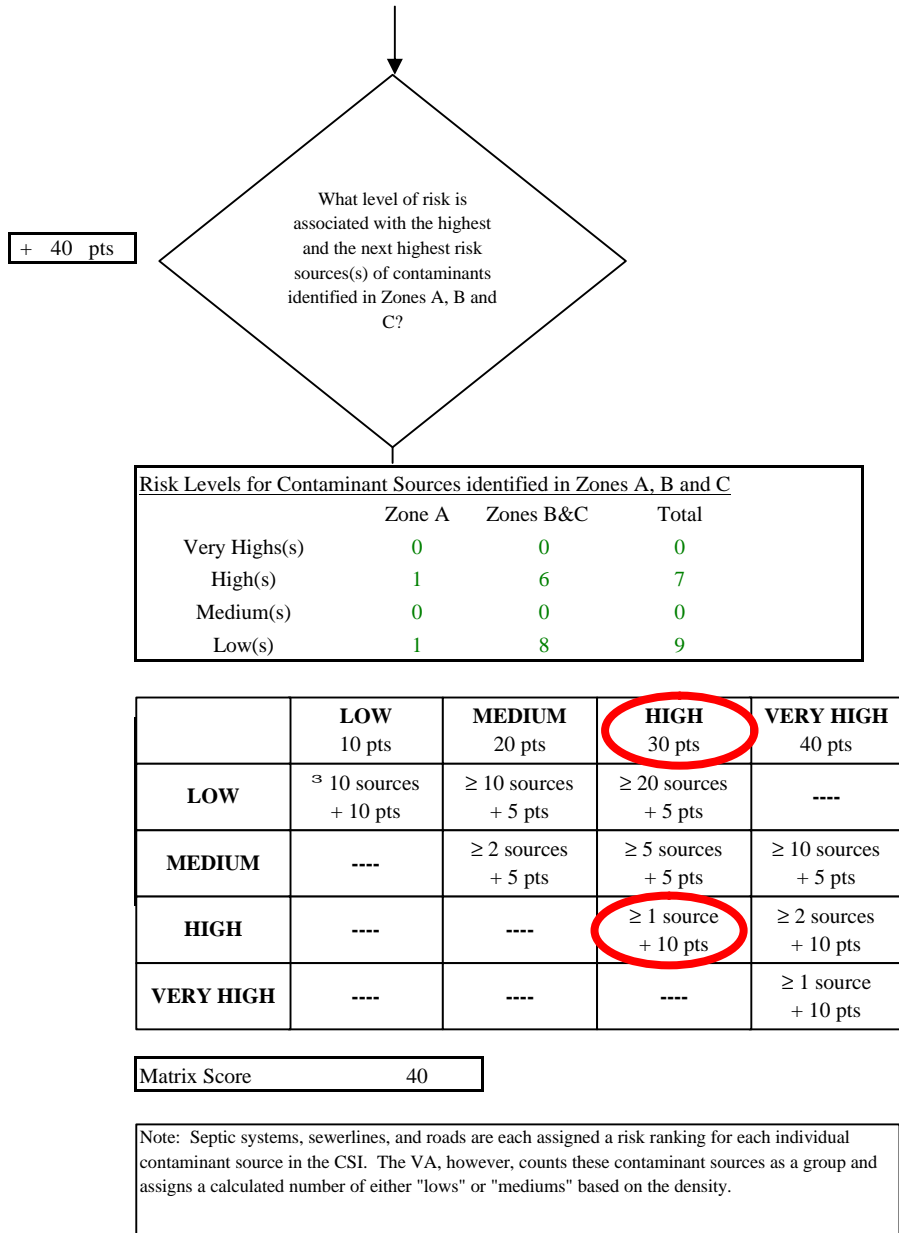 What level of risk is
associated with the highest
and the next highest risk
sources(s) of contaminants
identified in Zones A, B and
C?
+ 40 pts
Risk Levels for Contaminant Sources identified in Zones A, B and C
Zone A Zones B&C Total
Very Highs(s) 0 0 0
High(s) 1 6 7
Medium(s) 0 0 0
Low(s) 1 8 9
LOW MEDIUM HIGH VERY HIGH
10 pts 20 pts 30 pts 40 pts
LOW ³ 10 sources ≥ 10 sources ≥ 20 sources ----
+ 10 pts + 5 pts + 5 pts
MEDIUM ---- ≥ 2 sources ≥ 5 sources ≥ 10 sources
+ 5 pts + 5 pts + 5 pts
HIGH ---- ---- ≥ 1 source ≥ 2 sources
+ 10 pts + 10 pts
VERY HIGH ---- ---- ---- ≥ 1 source
+ 10 pts
Matrix Score 40
Note: Septic systems, sewerlines, and roads are each assigned a risk ranking for each individual
contaminant source in the CSI. The VA, however, counts these contaminant sources as a group and
assigns a calculated number of either "lows" or "mediums" based on the density.